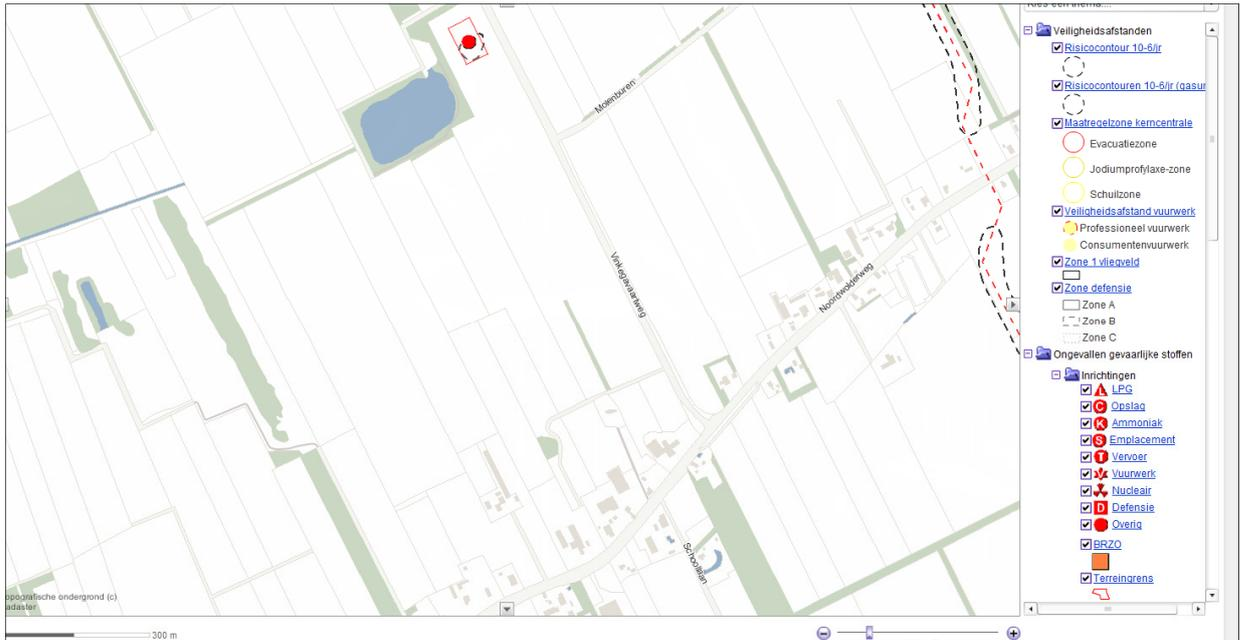 Kies een thema....
Veiligheidsafstanden
Risicocontour 10-6/jr
Risicocontouren 10-6/jr (gasur
Maatregelzone kerncentrale
Evacuatiezone
Jodiumprofylaxe-zone
Schuilzone
Veiligheidsafstand vuurwerk
Professioneel vuurwerk
Consumentenvuurwerk
Zone 1 vliegveld
Zone defensie
Zone A
Zone B
Zone C
Ongevallen gevaarlijke stoffen
Inrichtingen
L LPG
C Opslag
K Ammoniak
S Emplacement
T Vervoer
Vuurwerk
Nucleair
D Defensie
Overig
BRZO
Terreingrens
Molenburen
Vinkegavaartweg
Noordwolderweg
Schoollaan
opografische ondergrond (c)
adaster
300 m